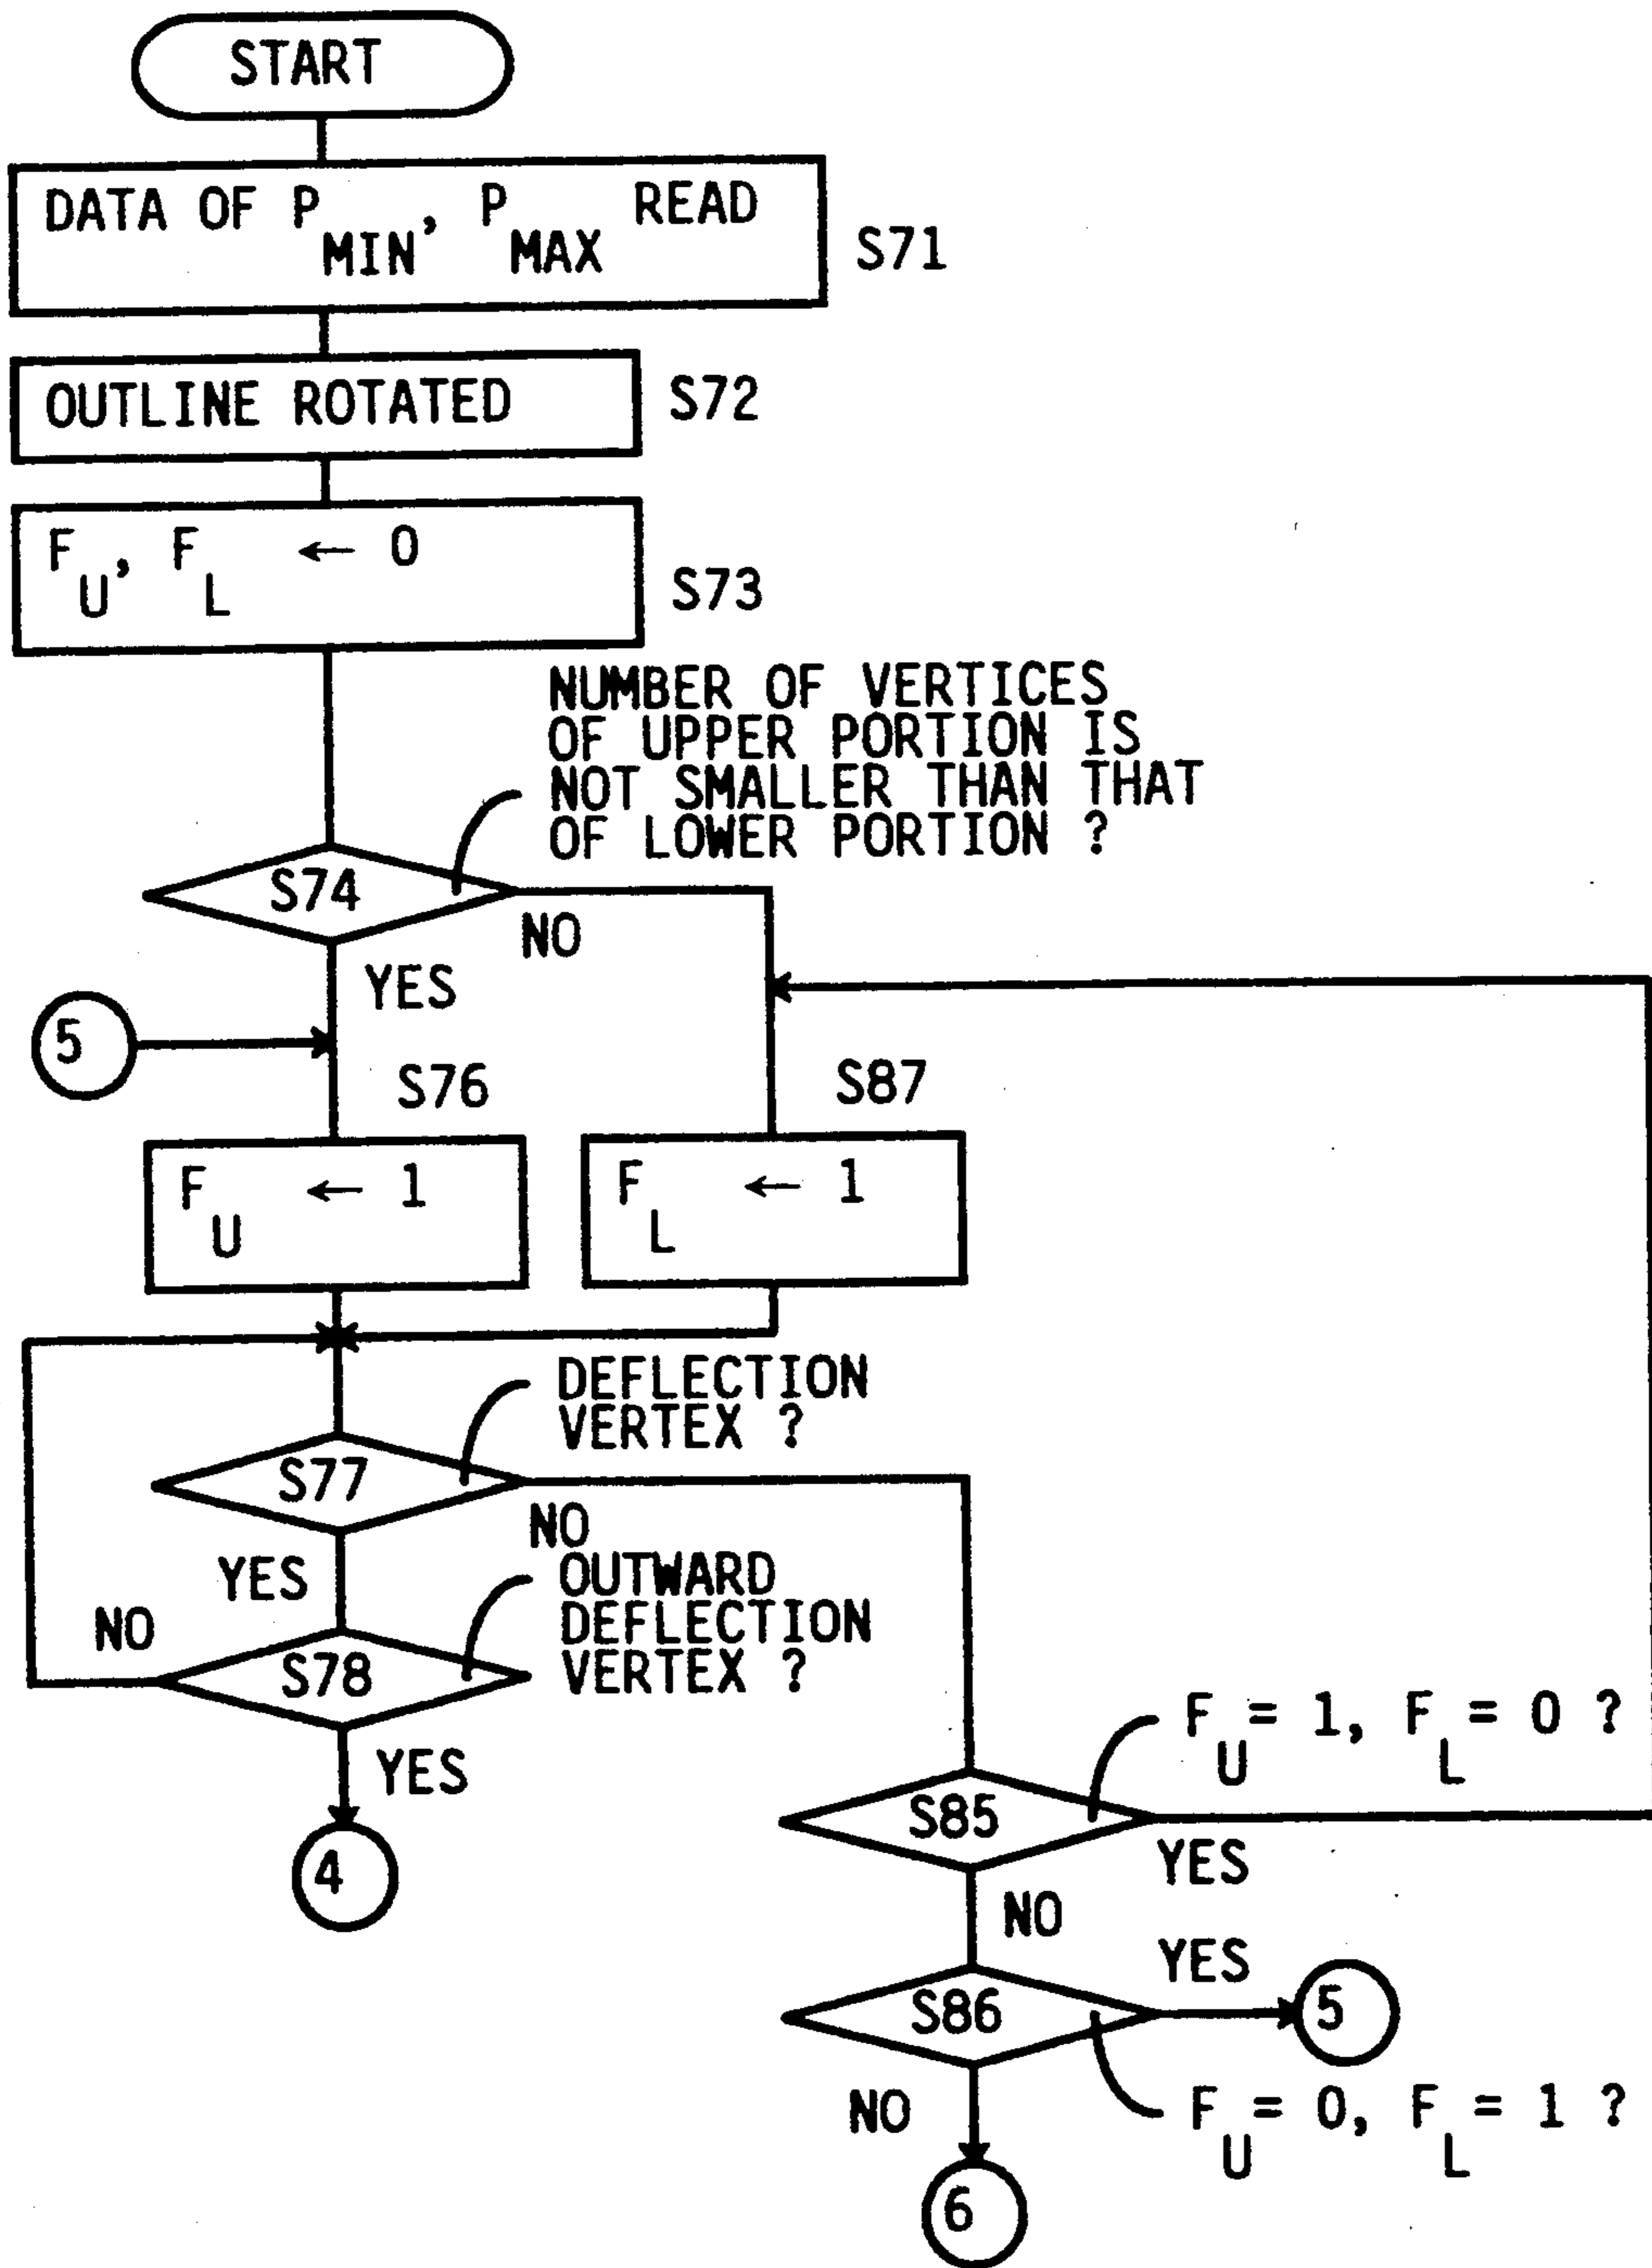 START
DATA OF P MIN, P MAX READ
S71
OUTLINE ROTATED
S72
F U, F L ← 0
S73
NUMBER OF VERTICES
OF UPPER PORTION IS
NOT SMALLER THAN THAT
OF LOWER PORTION ?
S74
NO
YES
5
S76
S87
F U ← 1
F L ← 1
DEFLECTION
VERTEX ?
S77
NO
YES
OUTWARD
DEFLECTION
VERTEX ?
NO
S78
YES
4
F U = 1, F L = 0 ?
S85
YES
NO
YES
S86
5
NO
F U = 0, F L = 1 ?
6